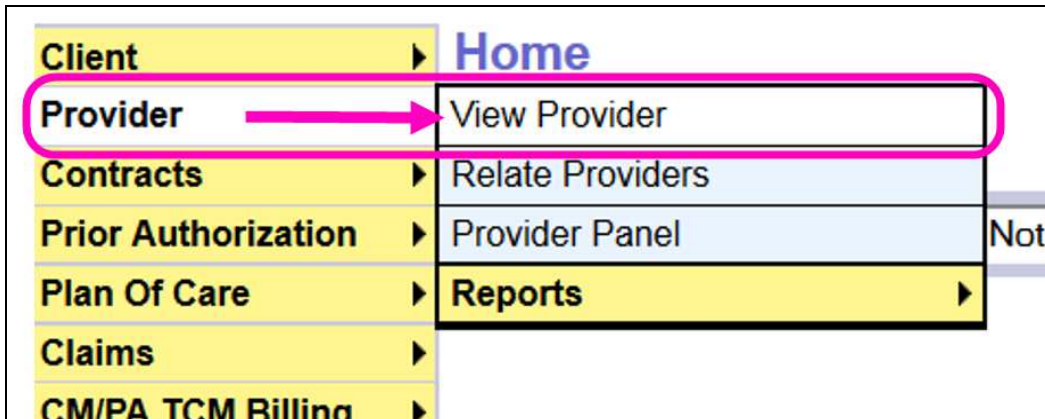 Client
Home
Provider
View Provider
Contracts
Relate Providers
Prior Authorization
Provider Panel
Not
Plan Of Care
Reports
Claims
CM/PA TCM Billing